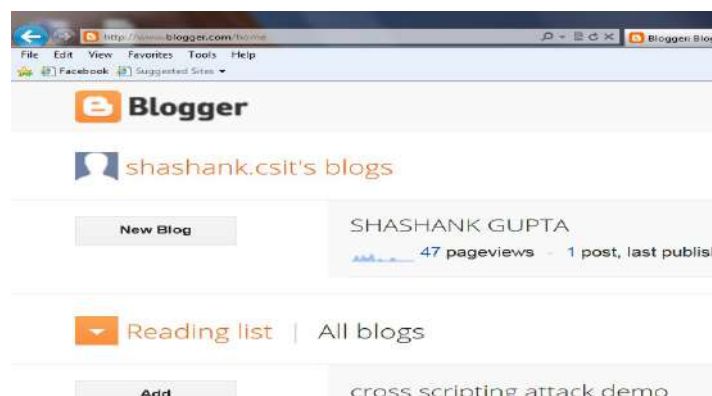 http://www.blogger.com/home
Blogger: Blog
File Edit View Favorites Tools Help
Facebook Suggested Sites
Blogger
shashank.csit's blogs
New Blog
SHASHANK GUPTA
47 pageviews - 1 post, last publis
Reading list | All blogs
Add
cross scripting attack demo